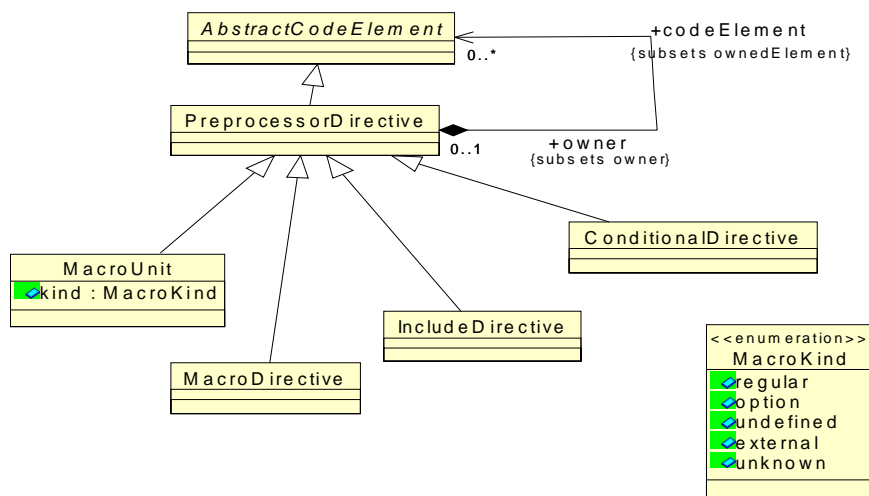 AbstractCodeElement
+codeElement
0..*
{subsets ownedElement}
PreprocessorDirective
0..1
+owner
{subsets owner}
ConditionalDirective
MacroUnit
kind : MacroKind
IncludeDirective
MacroDirective
<<enumeration>>
MacroKind
regular
option
undefined
external
unknown